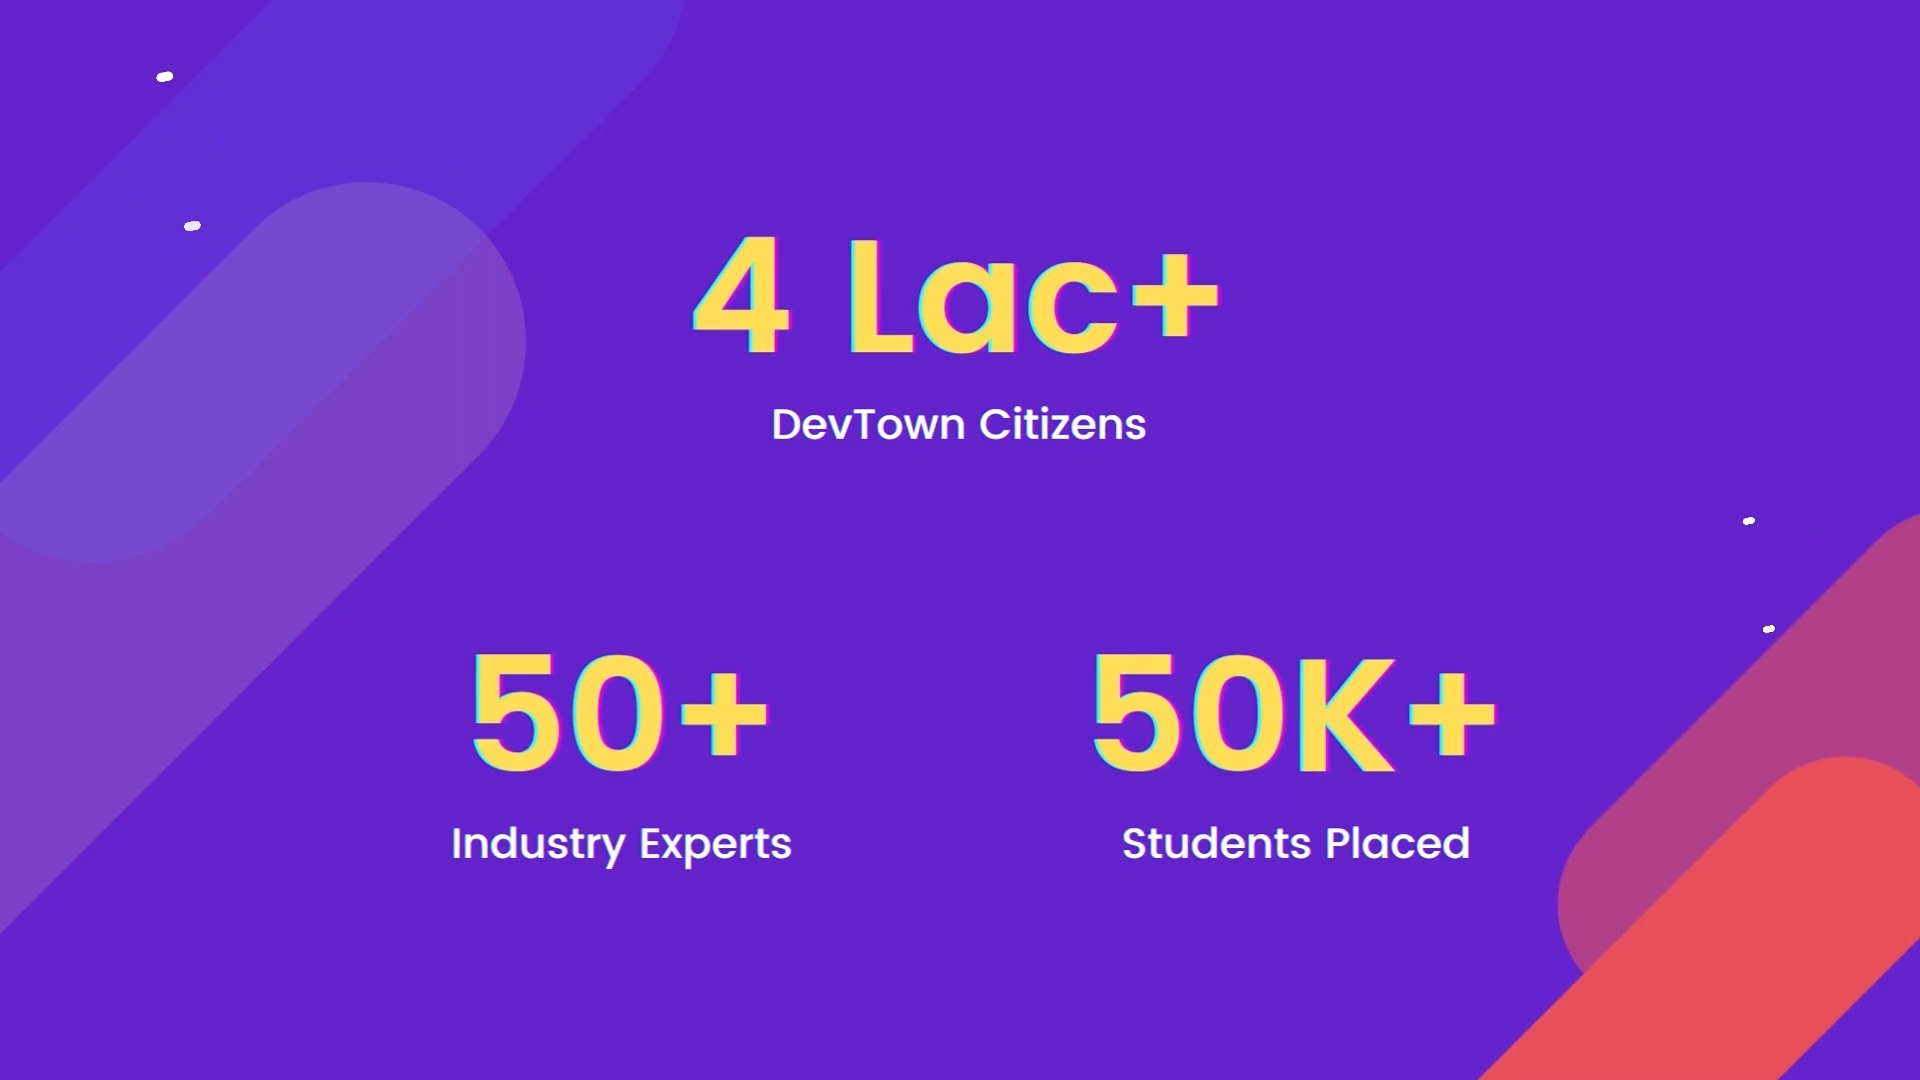 4 Lac+
DevTown Citizens
50+
Industry Experts
50K+
Students Placed